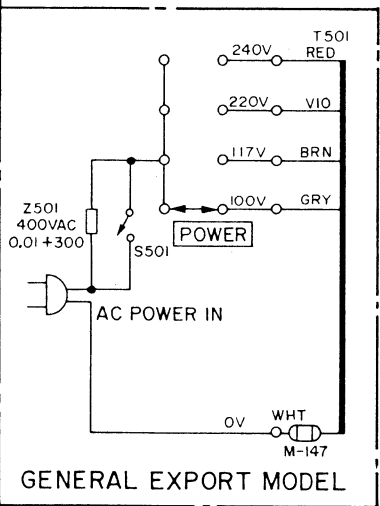 T501
240V RED
220V VIO
117V BRN
100V GRY
Z501
400VAC
0.01+300
S501
POWER
AC POWER IN
0V WHT
M-147
GENERAL EXPORT MODEL